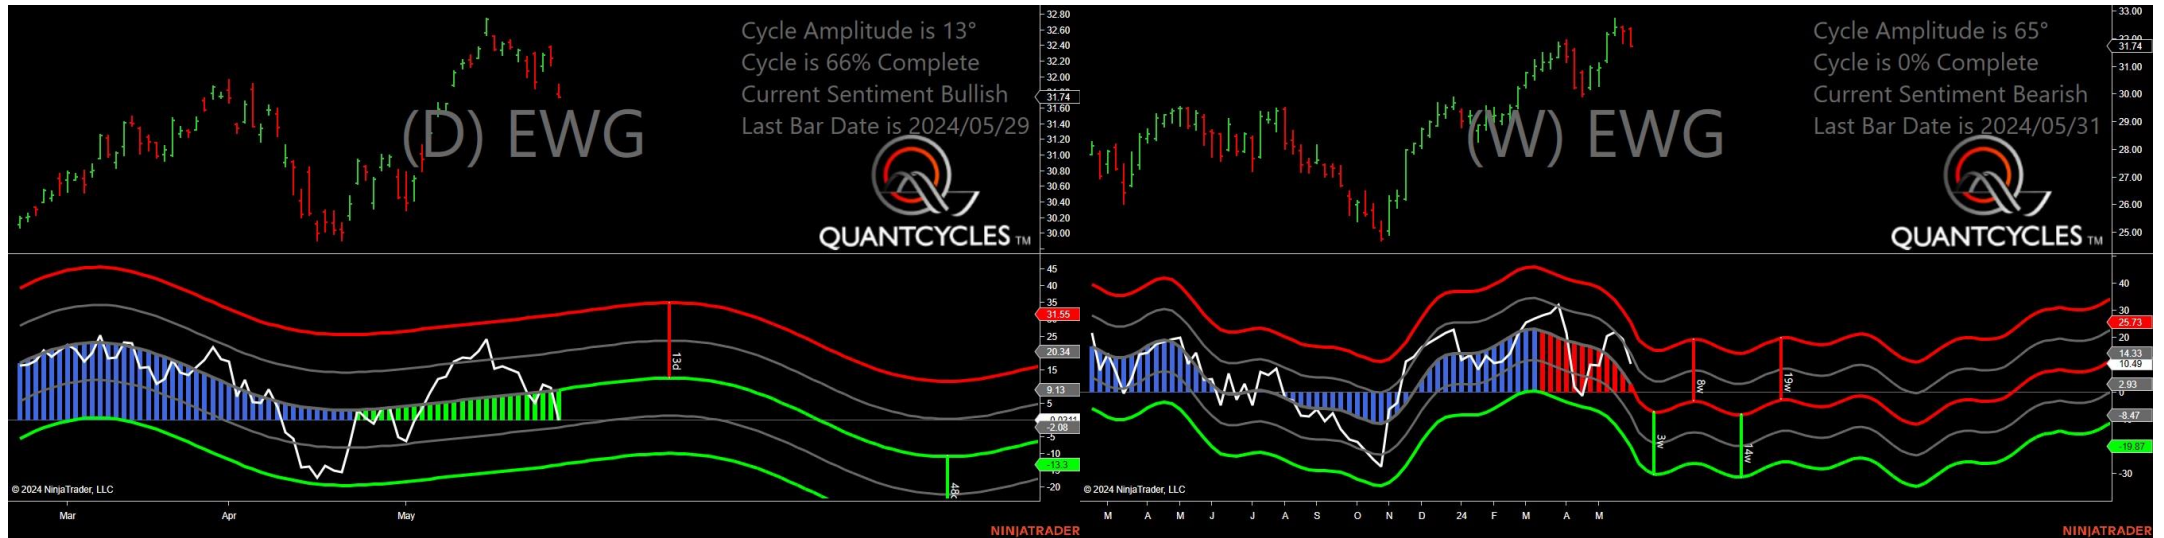 Cycle Amplitude is 13°
Cycle is 66% Complete
Current Sentiment Bullish
Last Bar Date is 2024/05/29
(D) EWG
QUANTCYCLES TM
32.80
32.60
32.40
32.20
32.00
31.74
31.60
31.40
31.20
31.00
30.80
30.60
30.40
30.20
30.00
45
40
35
31.55
25
20.34
15
9.13
5
-2.08
-5
-10
-13.3
-20
13d
© 2024 NinjaTrader, LLC
Mar Apr May
NINJATRADER
Cycle Amplitude is 65°
Cycle is 0% Complete
Current Sentiment Bearish
Last Bar Date is 2024/05/31
(W) EWG
QUANTCYCLES TM
33.00
31.74
31.00
30.00
29.00
28.00
27.00
26.00
25.00
40
30
25.73
20
14.33
10.49
2.93
0
-8.47
-19.87
-30
3w
8w
14w
19w
© 2024 NinjaTrader, LLC
M A M J J A S O N D 24 F M A M
NINJATRADER